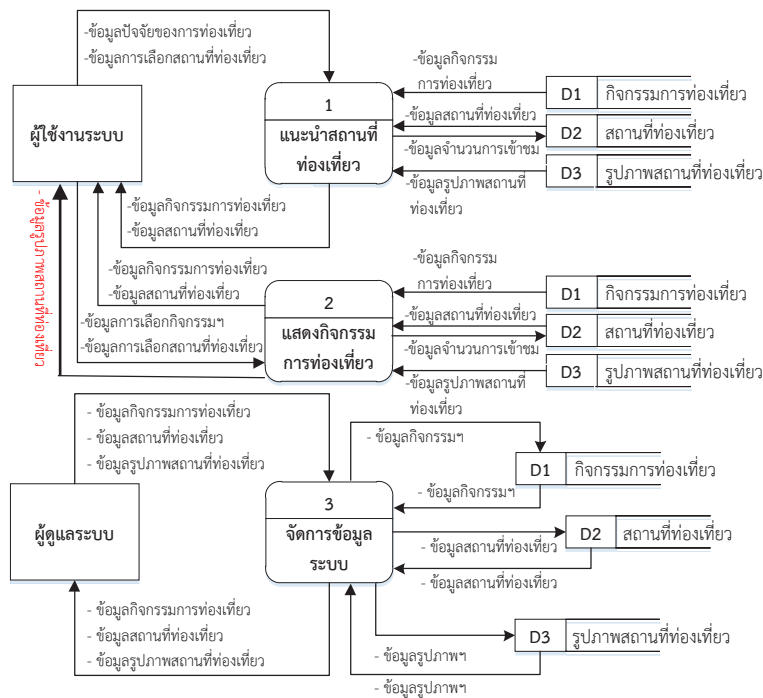 -ข้อมูลปัจจัยของการท่องเที่ยว
-ข้อมูลการเลือกสถานที่ท่องเที่ยว
ผู้ใช้งานระบบ
1
แนะนำสถานที่
ท่องเที่ยว
-ข้อมูลกิจกรรม
การท่องเที่ยว
-ข้อมูลสถานที่ท่องเที่ยว
-ข้อมูลจำนวนการเข้าชม
-ข้อมูลรูปภาพสถานที่
ท่องเที่ยว
D1 กิจกรรมการท่องเที่ยว
D2 สถานที่ท่องเที่ยว
D3 รูปภาพสถานที่ท่องเที่ยว
-ข้อมูลกิจกรรมการท่องเที่ยว
-ข้อมูลสถานที่ท่องเที่ยว
- ข้อมูลรูปภาพสถานที่ท่องเที่ยว
-ข้อมูลกิจกรรมการท่องเที่ยว
-ข้อมูลสถานที่ท่องเที่ยว
-ข้อมูลการเลือกกิจกรรมฯ
-ข้อมูลการเลือกสถานที่ท่องเที่ยว
2
แสดงกิจกรรม
การท่องเที่ยว
-ข้อมูลกิจกรรม
การท่องเที่ยว
-ข้อมูลสถานที่ท่องเที่ยว
-ข้อมูลจำนวนการเข้าชม
-ข้อมูลรูปภาพสถานที่
ท่องเที่ยว
D1 กิจกรรมการท่องเที่ยว
D2 สถานที่ท่องเที่ยว
D3 รูปภาพสถานที่ท่องเที่ยว
- ข้อมูลกิจกรรมการท่องเที่ยว
- ข้อมูลสถานที่ท่องเที่ยว
- ข้อมูลรูปภาพสถานที่ท่องเที่ยว
ผู้ดูแลระบบ
3
จัดการข้อมูล
ระบบ
- ข้อมูลกิจกรรมฯ
D1 กิจกรรมการท่องเที่ยว
- ข้อมูลกิจกรรมฯ
D2 สถานที่ท่องเที่ยว
- ข้อมูลสถานที่ท่องเที่ยว
- ข้อมูลสถานที่ท่องเที่ยว
- ข้อมูลกิจกรรมการท่องเที่ยว
- ข้อมูลสถานที่ท่องเที่ยว
- ข้อมูลรูปภาพสถานที่ท่องเที่ยว
D3 รูปภาพสถานที่ท่องเที่ยว
- ข้อมูลรูปภาพฯ
- ข้อมูลรูปภาพฯ